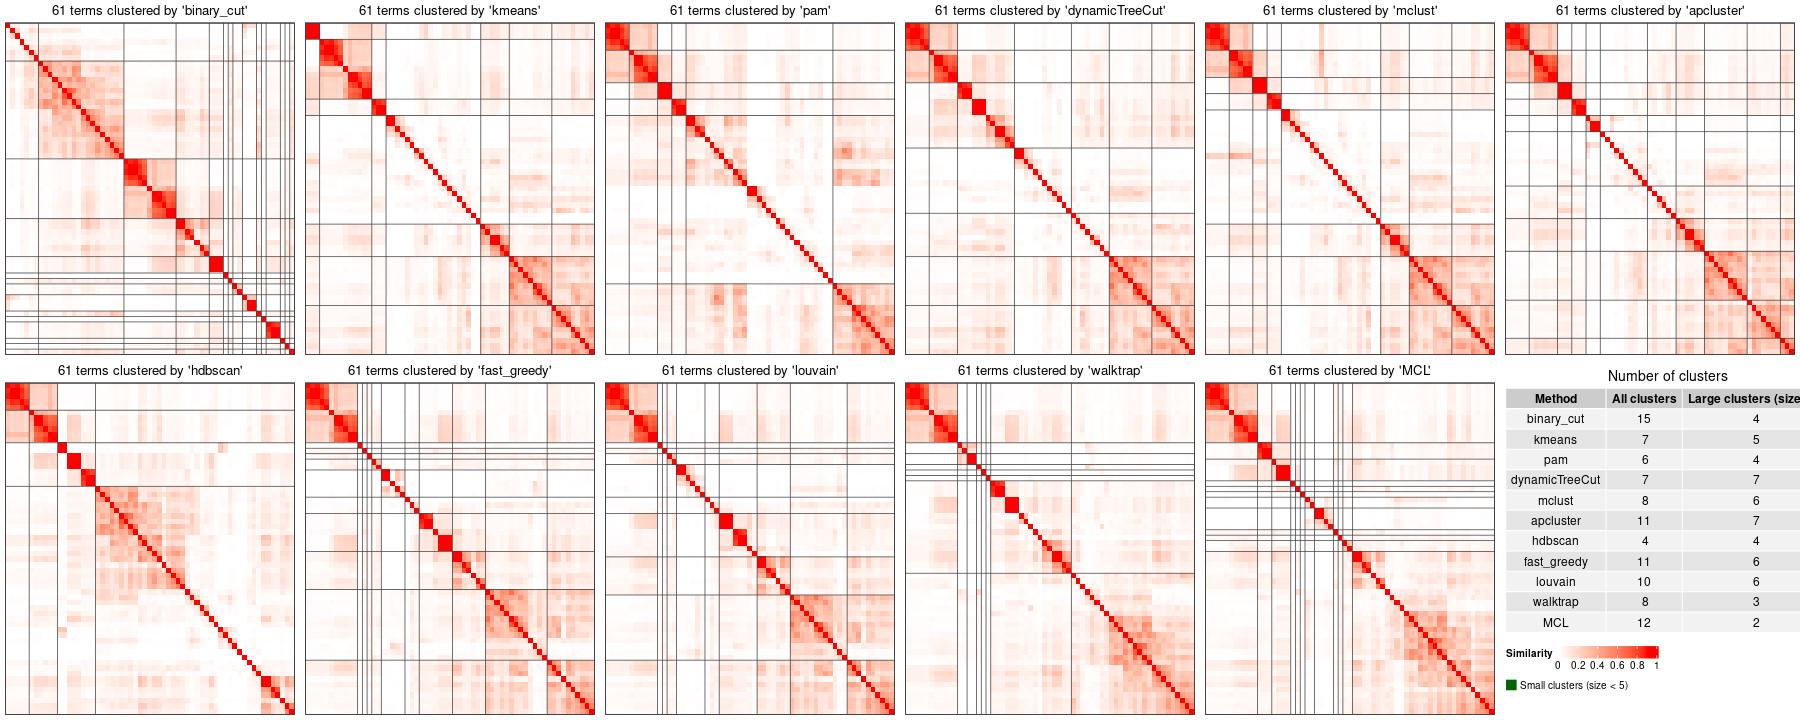 61 terms clustered by 'binary_cut'
61 terms clustered by 'kmeans'
61 terms clustered by 'pam'
61 terms clustered by 'dynamicTreeCut'
61 terms clustered by 'mclust'
61 terms clustered by 'apcluster'
61 terms clustered by 'hdbscan'
61 terms clustered by 'fast_greedy'
61 terms clustered by 'louvain'
61 terms clustered by 'walktrap'
61 terms clustered by 'MCL'
Number of clusters
Method All clusters Large clusters (size
binary_cut 15 4
kmeans 7 5
pam 6 4
dynamicTreeCut 7 7
mclust 8 6
apcluster 11 7
hdbscan 4 4
fast_greedy 11 6
louvain 10 6
walktrap 8 3
MCL 12 2
Similarity
0 0.2 0.4 0.6 0.8 1
Small clusters (size < 5)